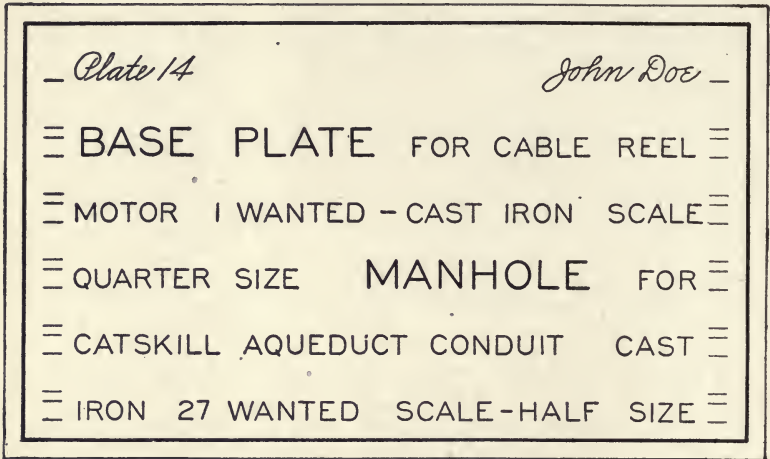 Plate 14 John Doe
BASE PLATE FOR CABLE REEL
MOTOR 1 WANTED - CAST IRON SCALE
QUARTER SIZE MANHOLE FOR
CATSKILL AQUEDUCT CONDUIT CAST
IRON 27 WANTED SCALE-HALF SIZE